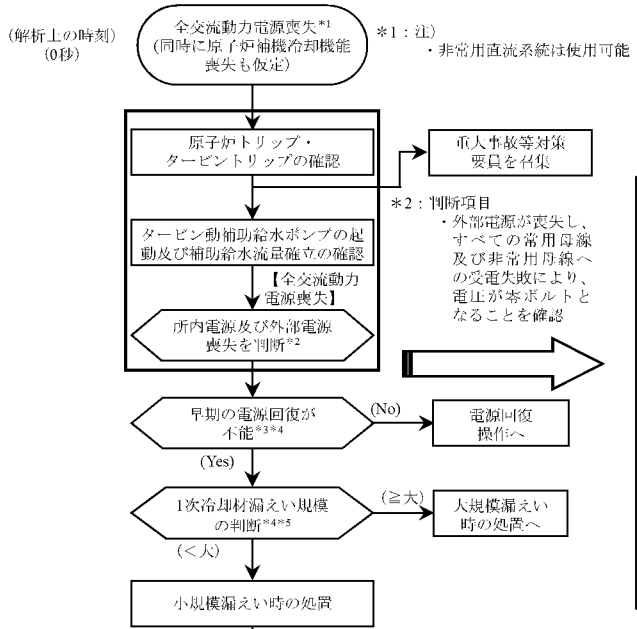 (解析上の時刻)
(0秒)
全交流動力電源喪失*1
(同時に原子炉補機冷却機能
喪失も仮定)
*1:注)
・非常用直流系統は使用可能
原子炉トリップ・
タービントリップの確認
重大事故等対策
要員を召集
*2:判断項目
・外部電源が喪失し、
すべての常用母線
及び非常用母線へ
の受電失敗により、
電圧が零ボルトと
なることを確認
タービン動補助給水ポンプの起
動及び補助給水流量確立の確認
【全交流動力
電源喪失】
所内電源及び外部電源
喪失を判断*2
早期の電源回復が
不能*3*4
(No)
電源回復
操作へ
(Yes)
1次冷却材漏えい規模
の判断*4*5
(≧大)
大規模漏えい
時の処置へ
(<大)
小規模漏えい時の処置